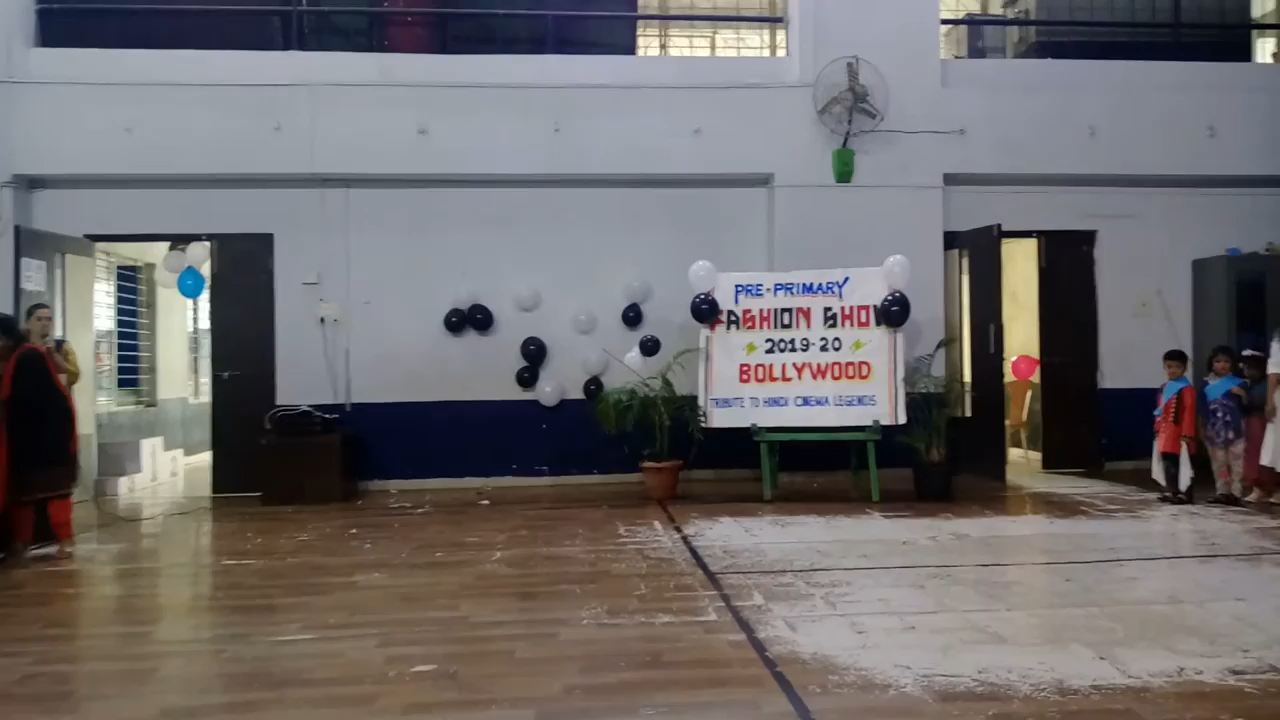 PRE-PRIMARY
FASHION SHOW
2019-20
BOLLYWOOD
TRIBUTE TO HINDI CINEMA LEGENDS